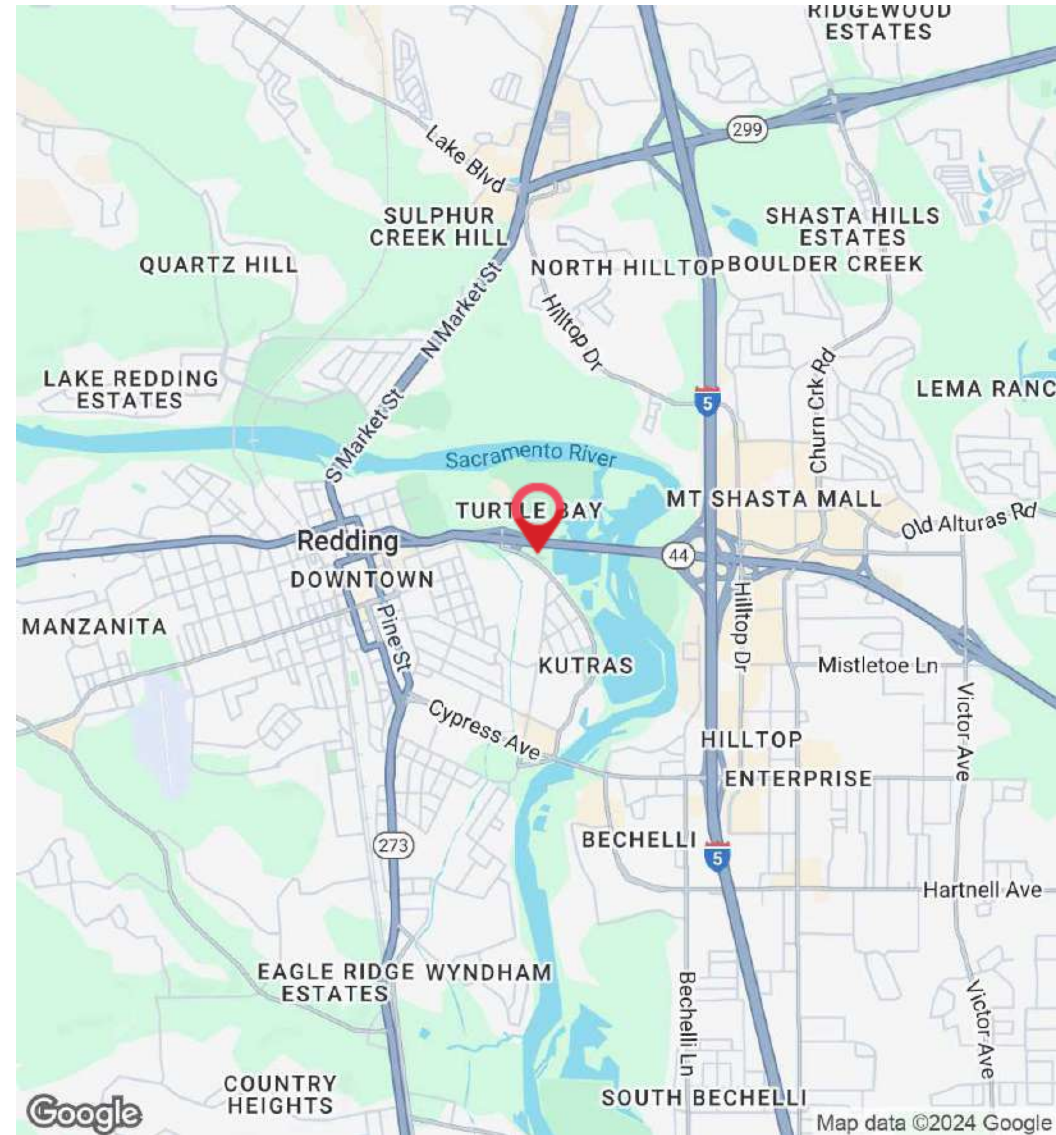 RIDGEWOOD
ESTATES
299
Lake Blvd
SULPHUR
CREEK HILL
SHASTA HILLS
ESTATES
QUARTZ HILL
NORTH HILLTOP
BOULDER CREEK
N Market St
Hilltop Dr
LAKE REDDING
ESTATES
5
Churn Crk Rd
LEMA RANC
S Market St
Sacramento River
TURTLE BAY
MT SHASTA MALL
Old Alturas Rd
Redding
44
DOWNTOWN
Hilltop Dr
MANZANITA
Pine St
KUTRAS
Mistletoe Ln
Victor Ave
Cypress Ave
HILLTOP
ENTERPRISE
273
BECHELLI
5
Hartnell Ave
EAGLE RIDGE
ESTATES
WYNDHAM
Bechelli Ln
Victor Ave
COUNTRY
HEIGHTS
SOUTH BECHELLI
Google
Map data ©2024 Google